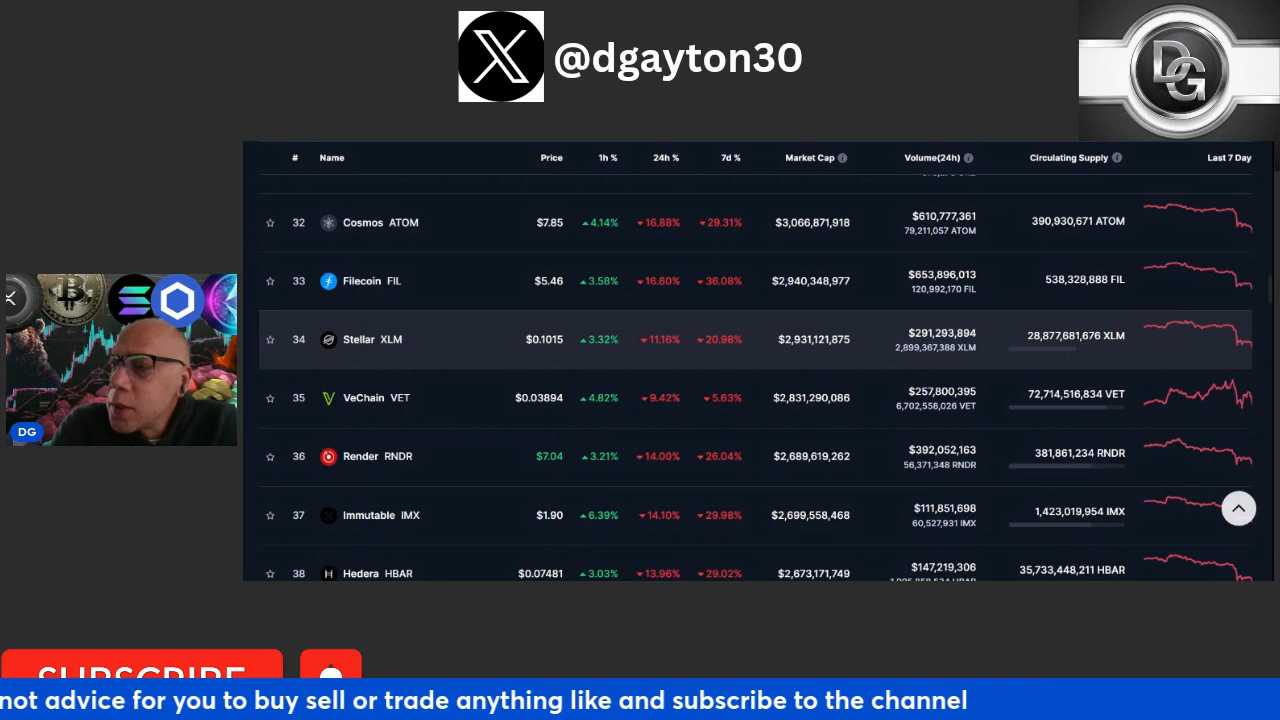 @dgayton30
DG
# Name Price 1h % 24h % 7d % Market Cap Volume(24h) Circulating Supply Last 7 Day
32 Cosmos ATOM $7.85 4.14% 16.88% 29.31% $3,066,871,918 $610,777,361 390,930,671 ATOM
79,211,057 ATOM
33 Filecoin FIL $5.46 3.58% 16.60% 36.08% $2,940,348,977 $653,896,013 538,328,888 FIL
120,992,170 FIL
34 Stellar XLM $0.1015 3.32% 11.16% 20.98% $2,931,121,875 $291,293,894 28,877,681,676 XLM
2,899,367,388 XLM
35 VeChain VET $0.03894 4.82% 9.42% 5.63% $2,831,290,086 $257,800,395 72,714,516,834 VET
6,702,558,026 VET
36 Render RNDR $7.04 3.21% 14.00% 26.04% $2,689,619,262 $392,052,163 381,861,234 RNDR
56,371,348 RNDR
37 Immutable IMX $1.90 6.39% 14.10% 29.98% $2,699,558,468 $111,851,698 1,423,019,954 IMX
60,527,931 IMX
38 Hedera HBAR $0.07481 3.03% 13.96% 29.02% $2,673,171,749 $147,219,306 35,733,448,211 HBAR
DG
SUBSCRIBE
not advice for you to buy sell or trade anything like and subscribe to the channel